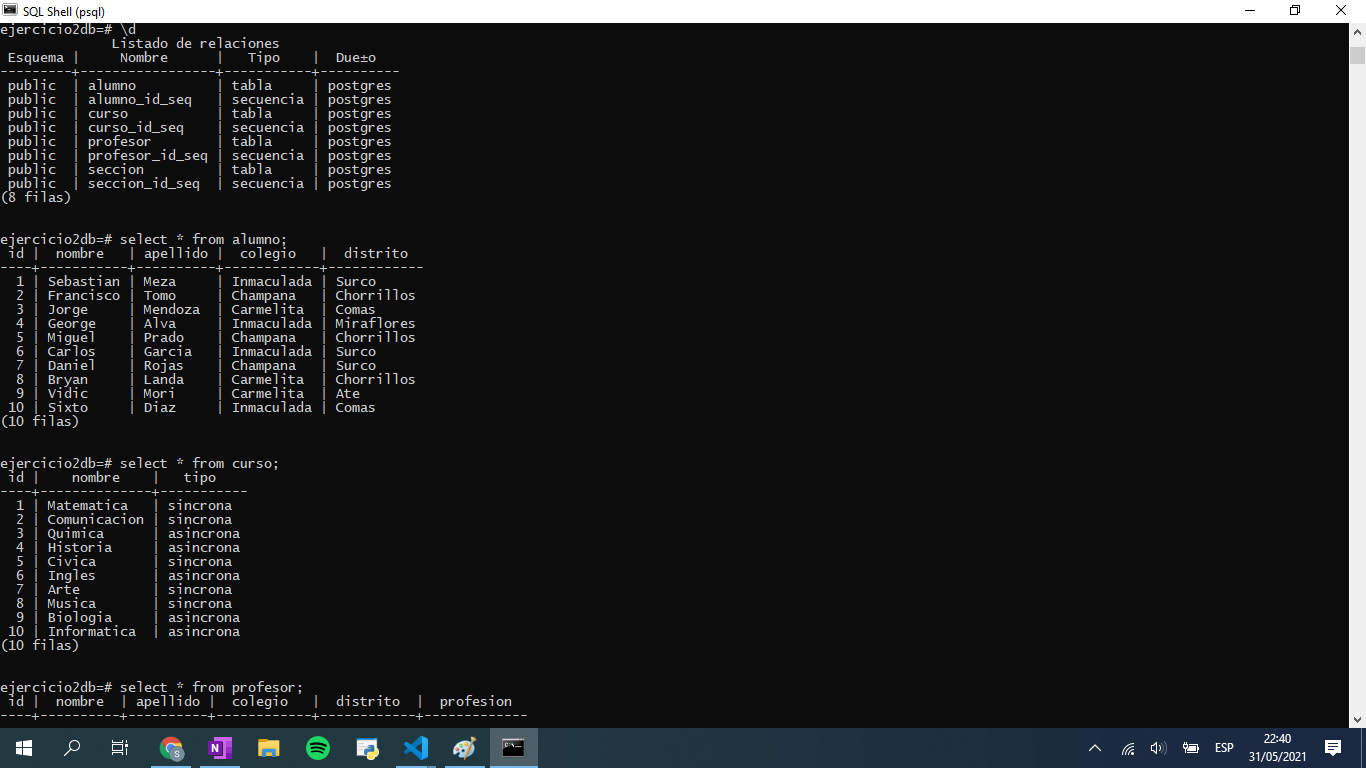 SQL Shell (psql)
ejercicio2db=# \d
            Listado de relaciones
 Esquema |      Nombre      |   Tipo    |  Due±o
---------+------------------+-----------+----------
 public  | alumno           | tabla     | postgres
 public  | alumno_id_seq    | secuencia | postgres
 public  | curso            | tabla     | postgres
 public  | curso_id_seq     | secuencia | postgres
 public  | profesor         | tabla     | postgres
 public  | profesor_id_seq  | secuencia | postgres
 public  | seccion          | tabla     | postgres
 public  | seccion_id_seq   | secuencia | postgres
(8 filas)
ejercicio2db=# select * from alumno;
 id |  nombre   | apellido |  colegio   |  distrito
----+-----------+----------+------------+------------
  1 | Sebastian | Meza     | Inmaculada | Surco
  2 | Francisco | Tomo     | Champana   | Chorrillos
  3 | Jorge     | Mendoza  | Carmelita  | Comas
  4 | George    | Alva     | Inmaculada | Miraflores
  5 | Miguel    | Prado    | Champana   | Chorrillos
  6 | Carlos    | Garcia   | Inmaculada | Surco
  7 | Daniel    | Rojas    | Champana   | Surco
  8 | Bryan     | Landa    | Carmelita  | Chorrillos
  9 | Vidic     | Mori     | Carmelita  | Ate
 10 | Sixto     | Diaz     | Inmaculada | Comas
(10 filas)
ejercicio2db=# select * from curso;
 id |    nombre    |   tipo
----+--------------+-----------
  1 | Matematica   | sincrona
  2 | Comunicacion | sincrona
  3 | Quimica      | asincrona
  4 | Historia     | asincrona
  5 | Civica       | sincrona
  6 | Ingles       | asincrona
  7 | Arte         | sincrona
  8 | Musica       | sincrona
  9 | Biologia     | asincrona
 10 | Informatica  | asincrona
(10 filas)
ejercicio2db=# select * from profesor;
 id |  nombre  | apellido |  colegio   |  distrito  |  profesion
----+----------+----------+------------+------------+-------------
ESP
22:40
31/05/2021